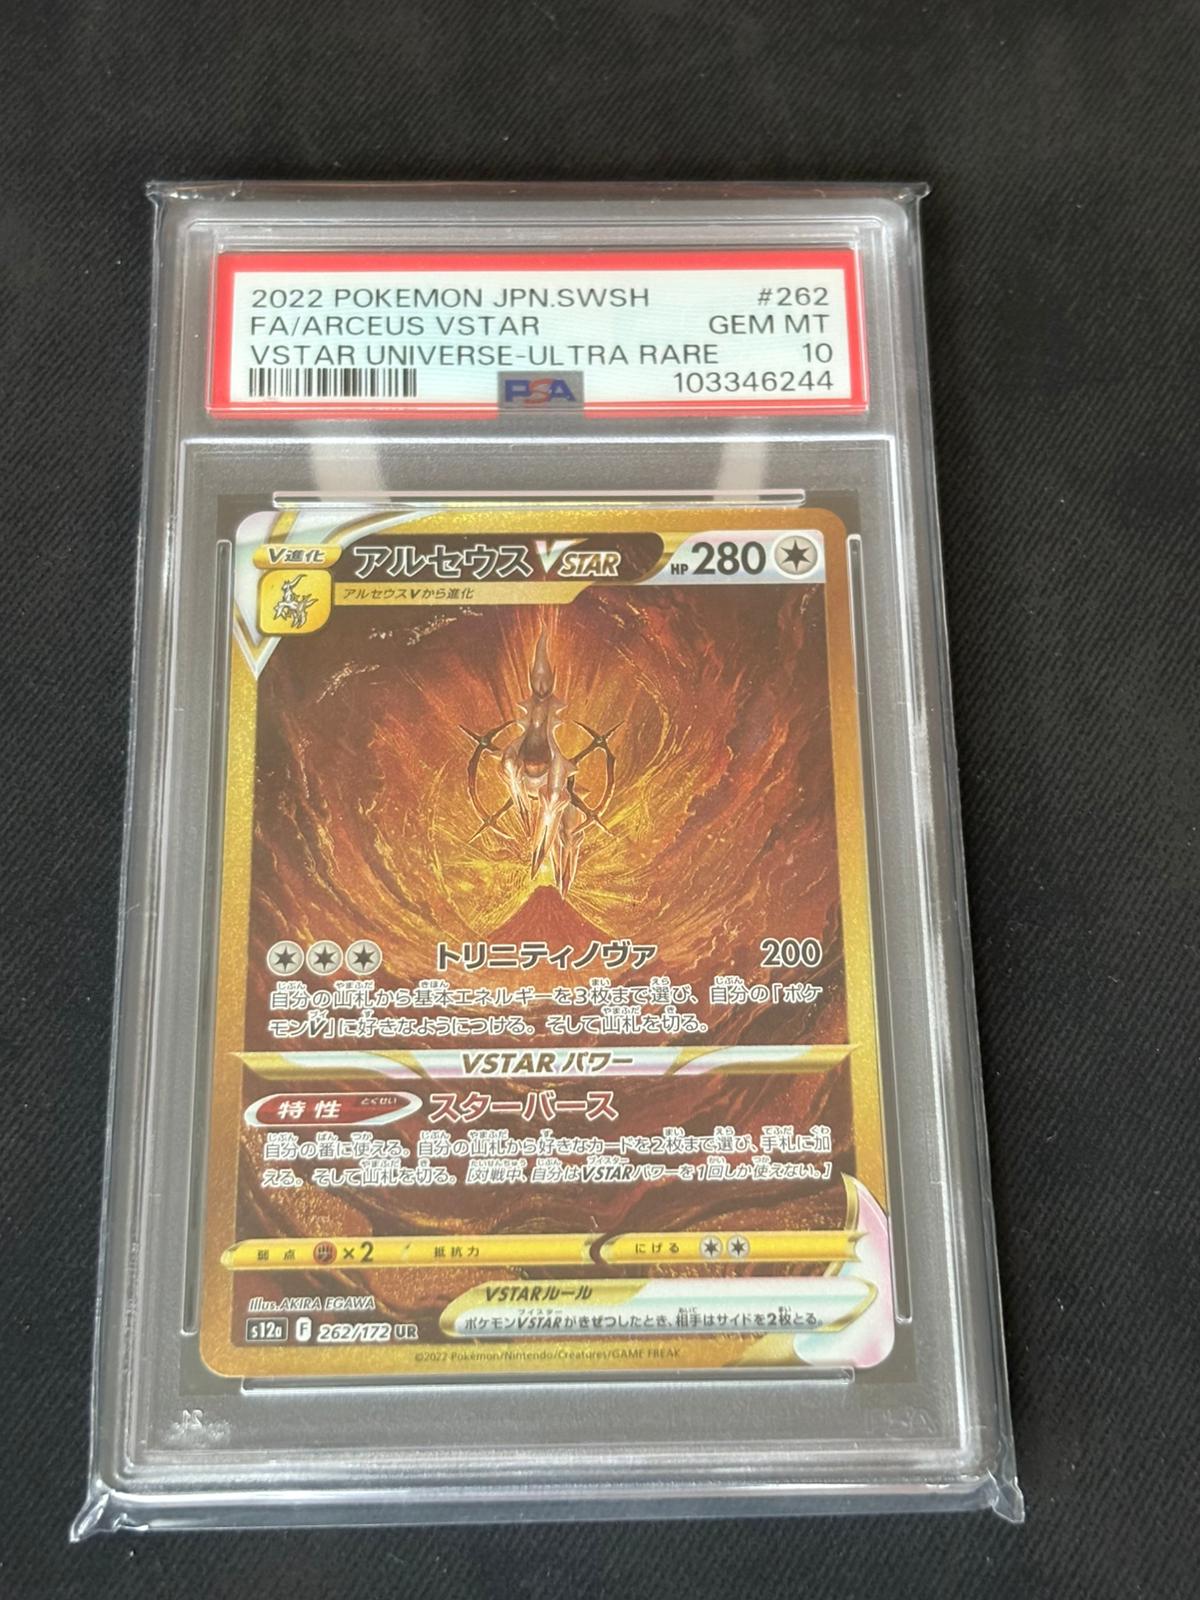 2022 POKEMON JPN.SWSH #262
FA/ARCEUS VSTAR GEM MT
VSTAR UNIVERSE-ULTRA RARE 10
PSA 103346244
V進化 アルセウス VSTAR HP 280
アルセウスVから進化
トリニティノヴァ 200
自分の山札から基本エネルギーを3枚まで選び、自分の「ポケ
モンV」に好きなようにつける。そして山札を切る。
VSTARパワー
特性 スターバース
自分の番に使える。自分の山札から好きなカードを2枚まで選び、手札に加
える。そして山札を切る。[対戦中、自分はVSTARパワーを1回しか使えない。]
弱点 ×2 抵抗力 にげる
Illus. AKIRA EGAWA
VSTARルール
ポケモンVSTARがきぜつしたとき、相手はサイドを2枚とる。
s12a F 262/172 UR
©2022 Pokémon/Nintendo/Creatures/GAME FREAK